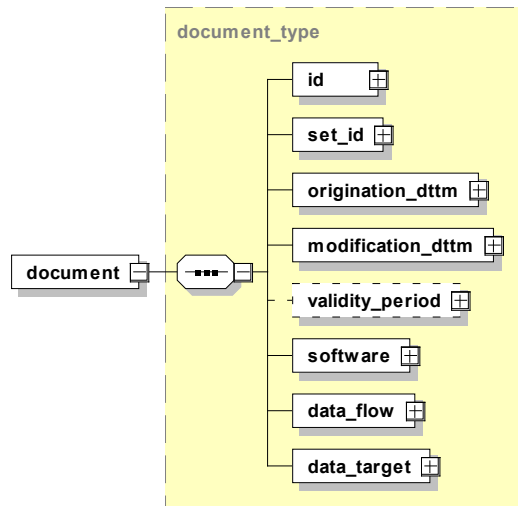 document_type
id
set_id
origination_dttm
modification_dttm
document
validity_period
software
data_flow
data_target